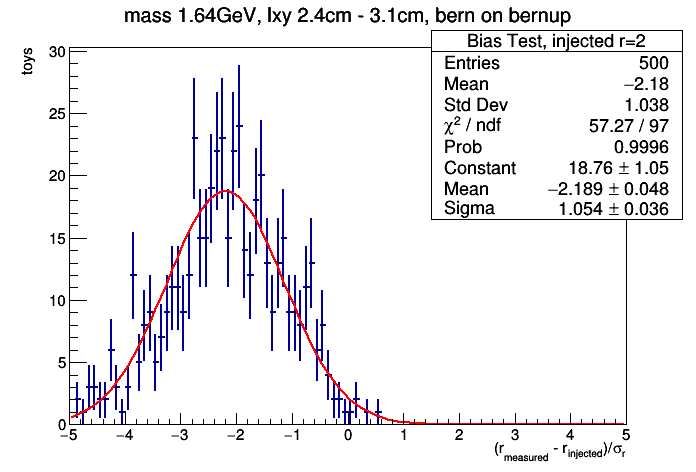 mass 1.64GeV, lxy 2.4cm - 3.1cm, bern on bernup
Bias Test, injected r=2
Entries 500
Mean −2.18
Std Dev 1.038
χ² / ndf 57.27 / 97
Prob 0.9996
Constant 18.76 ± 1.05
Mean −2.189 ± 0.048
Sigma 1.054 ± 0.036
toys
30
25
20
15
10
5
0
−5 −4 −3 −2 −1 0 1 2 3 4 5
(r_measured - r_injected)/σ_r